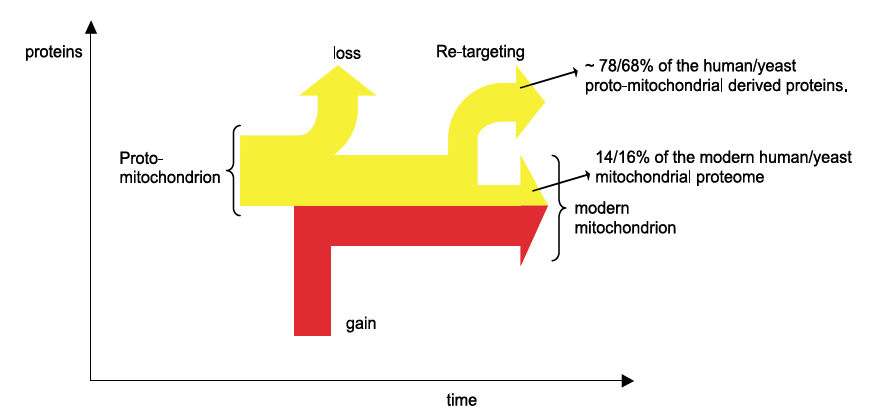 proteins
loss
Re-targeting
~ 78/68% of the human/yeast
proto-mitochondrial derived proteins.
Proto-
mitochondrion
14/16% of the modern human/yeast
mitochondrial proteome
modern
mitochondrion
gain
time